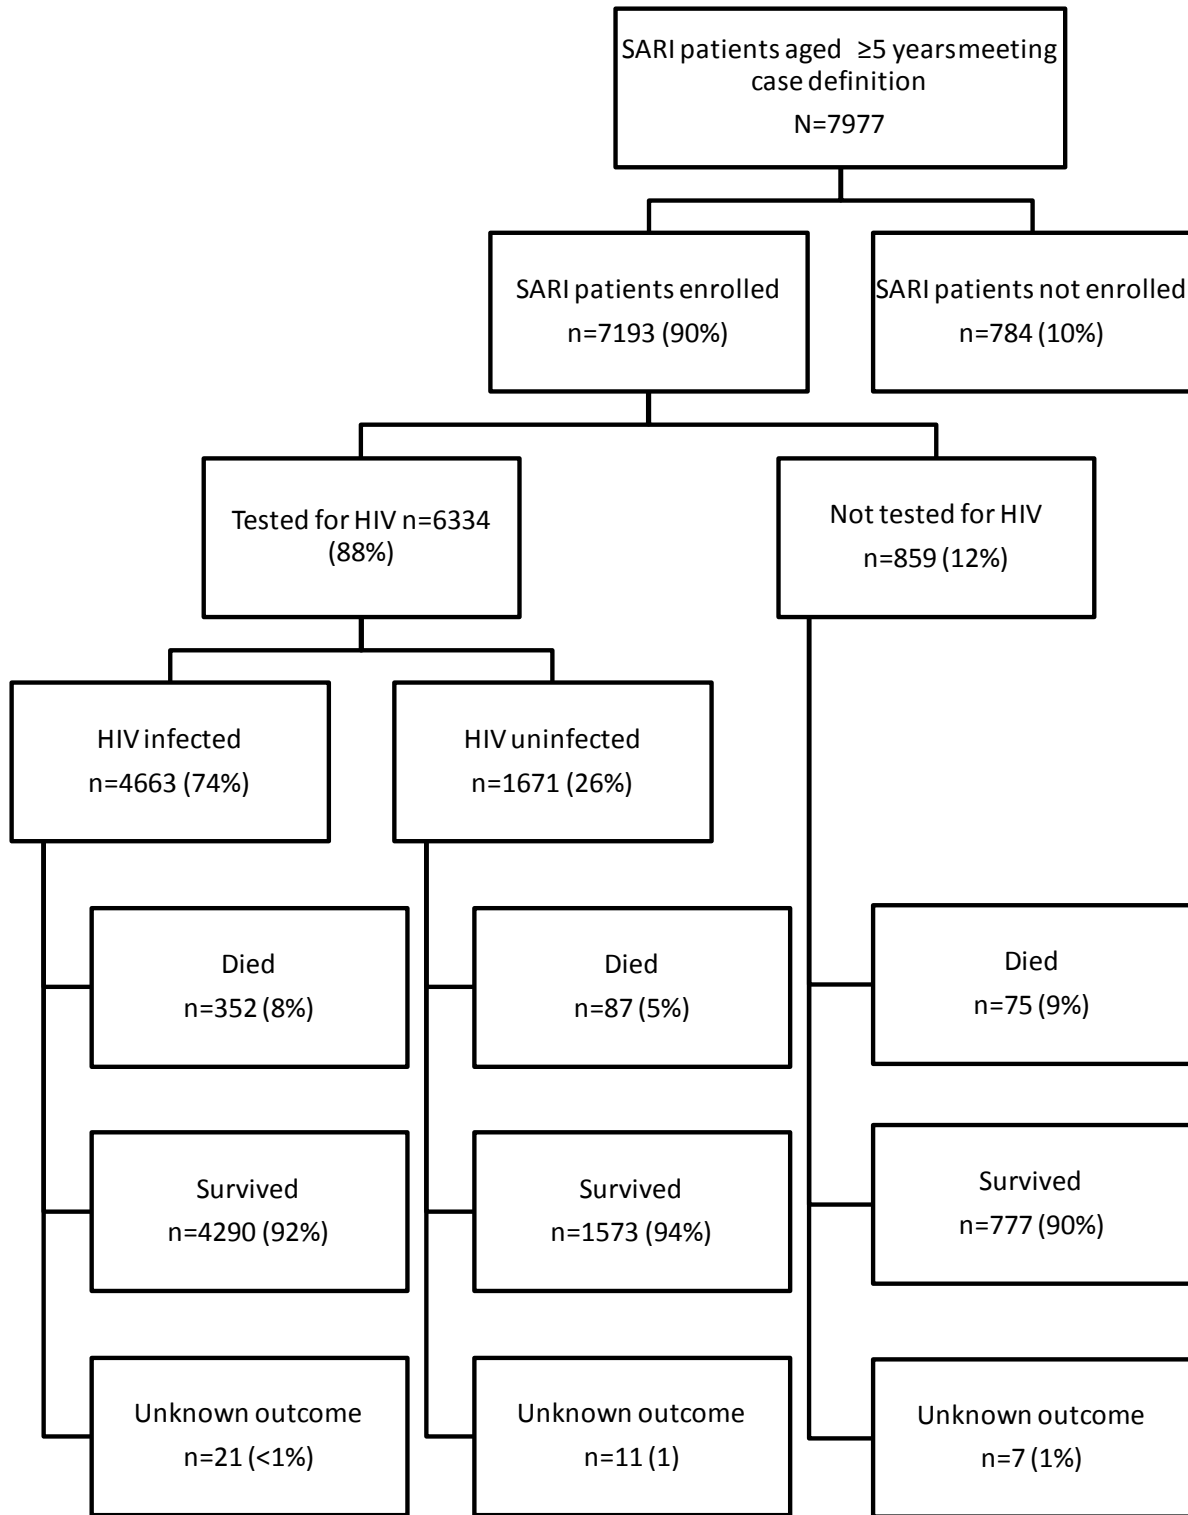 SARI patients aged ≥5 yearsmeeting
case definition
N=7977
SARI patients enrolled
n=7193 (90%)
SARI patients not enrolled
n=784 (10%)
Tested for HIV n=6334
(88%)
Not tested for HIV
n=859 (12%)
HIV infected
n=4663 (74%)
HIV uninfected
n=1671 (26%)
Died
n=352 (8%)
Died
n=87 (5%)
Died
n=75 (9%)
Survived
n=4290 (92%)
Survived
n=1573 (94%)
Survived
n=777 (90%)
Unknown outcome
n=21 (<1%)
Unknown outcome
n=11 (1)
Unknown outcome
n=7 (1%)